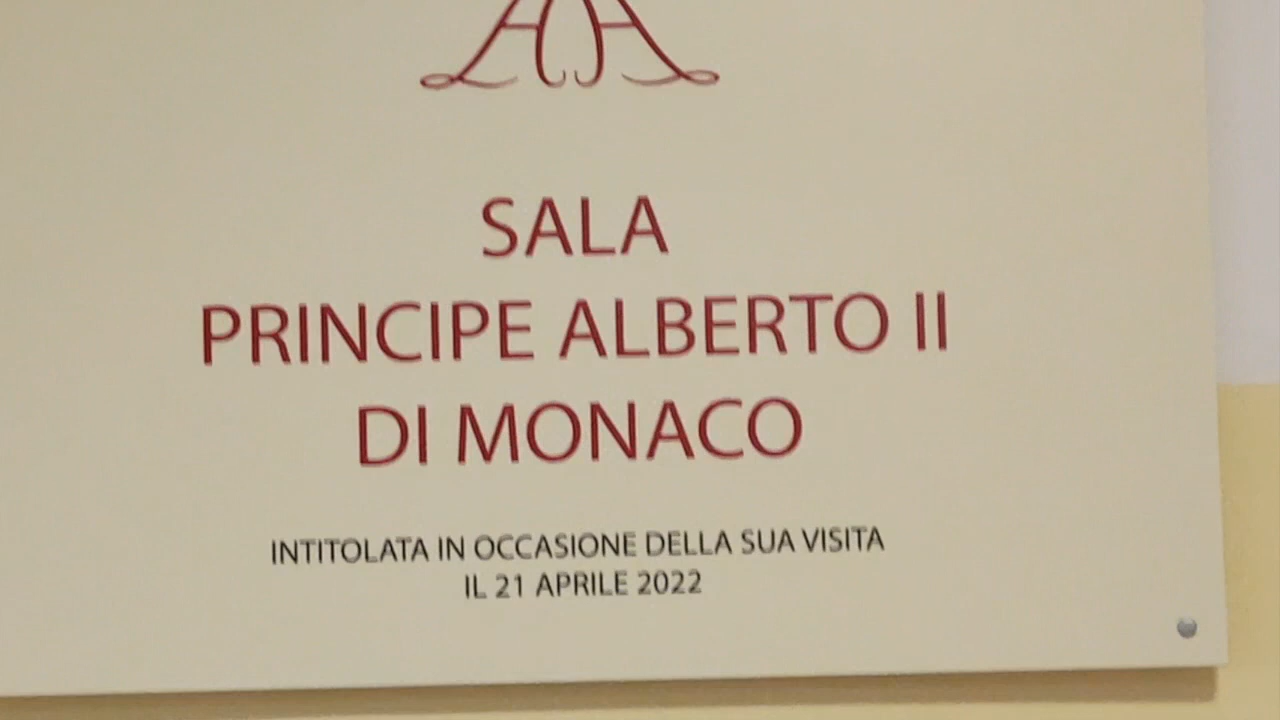 SALA
PRINCIPE ALBERTO II
DI MONACO
INTITOLATA IN OCCASIONE DELLA SUA VISITA
IL 21 APRILE 2022